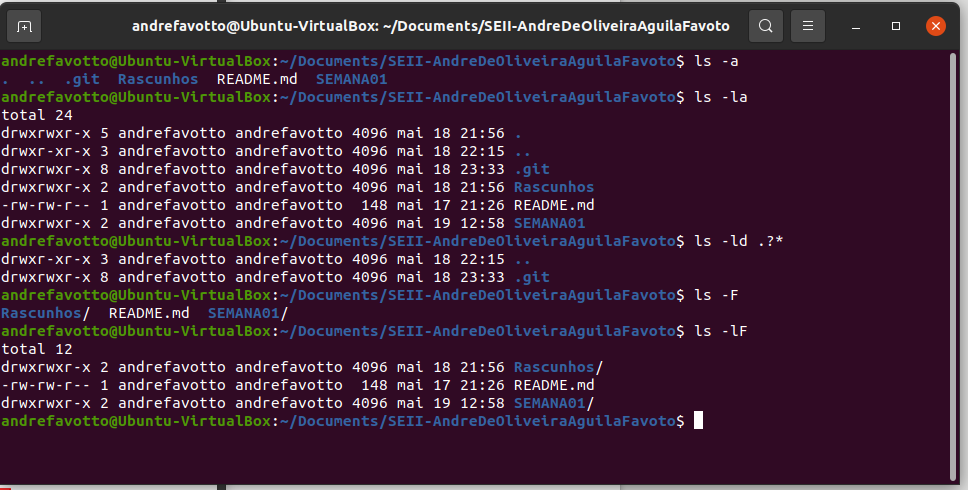 andrefavotto@Ubuntu-VirtualBox: ~/Documents/SEII-AndreDeOliveiraAguilaFavoto
andrefavotto@Ubuntu-VirtualBox:~/Documents/SEII-AndreDeOliveiraAguilaFavoto$ ls -a
.  ..  .git  Rascunhos  README.md  SEMANA01
andrefavotto@Ubuntu-VirtualBox:~/Documents/SEII-AndreDeOliveiraAguilaFavoto$ ls -la
total 24
drwxrwxr-x 5 andrefavotto andrefavotto 4096 mai 18 21:56 .
drwxr-xr-x 3 andrefavotto andrefavotto 4096 mai 18 22:15 ..
drwxrwxr-x 8 andrefavotto andrefavotto 4096 mai 18 23:33 .git
drwxrwxr-x 2 andrefavotto andrefavotto 4096 mai 18 21:56 Rascunhos
-rw-rw-r-- 1 andrefavotto andrefavotto  148 mai 17 21:26 README.md
drwxrwxr-x 2 andrefavotto andrefavotto 4096 mai 19 12:58 SEMANA01
andrefavotto@Ubuntu-VirtualBox:~/Documents/SEII-AndreDeOliveiraAguilaFavoto$ ls -ld .?*
drwxr-xr-x 3 andrefavotto andrefavotto 4096 mai 18 22:15 ..
drwxrwxr-x 8 andrefavotto andrefavotto 4096 mai 18 23:33 .git
andrefavotto@Ubuntu-VirtualBox:~/Documents/SEII-AndreDeOliveiraAguilaFavoto$ ls -F
Rascunhos/  README.md  SEMANA01/
andrefavotto@Ubuntu-VirtualBox:~/Documents/SEII-AndreDeOliveiraAguilaFavoto$ ls -lF
total 12
drwxrwxr-x 2 andrefavotto andrefavotto 4096 mai 18 21:56 Rascunhos/
-rw-rw-r-- 1 andrefavotto andrefavotto  148 mai 17 21:26 README.md
drwxrwxr-x 2 andrefavotto andrefavotto 4096 mai 19 12:58 SEMANA01/
andrefavotto@Ubuntu-VirtualBox:~/Documents/SEII-AndreDeOliveiraAguilaFavoto$